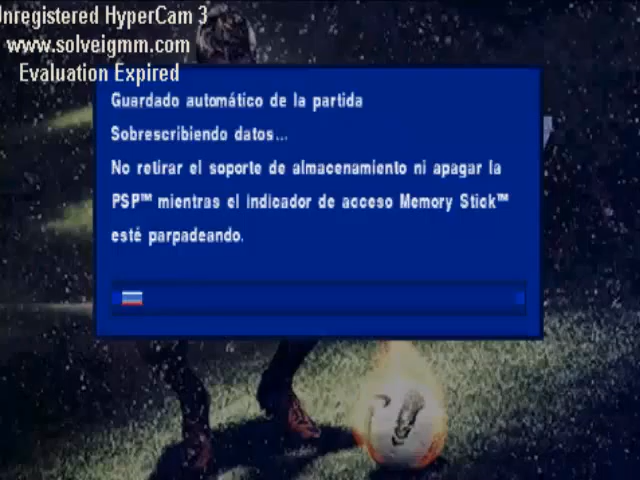 Unregistered HyperCam 3
www.solveigmm.com
Evaluation Expired
Guardado automático de la partida
Sobrescribiendo datos...
No retirar el soporte de almacenamiento ni apagar la
PSP™ mientras el indicador de acceso Memory Stick™
esté parpadeando.